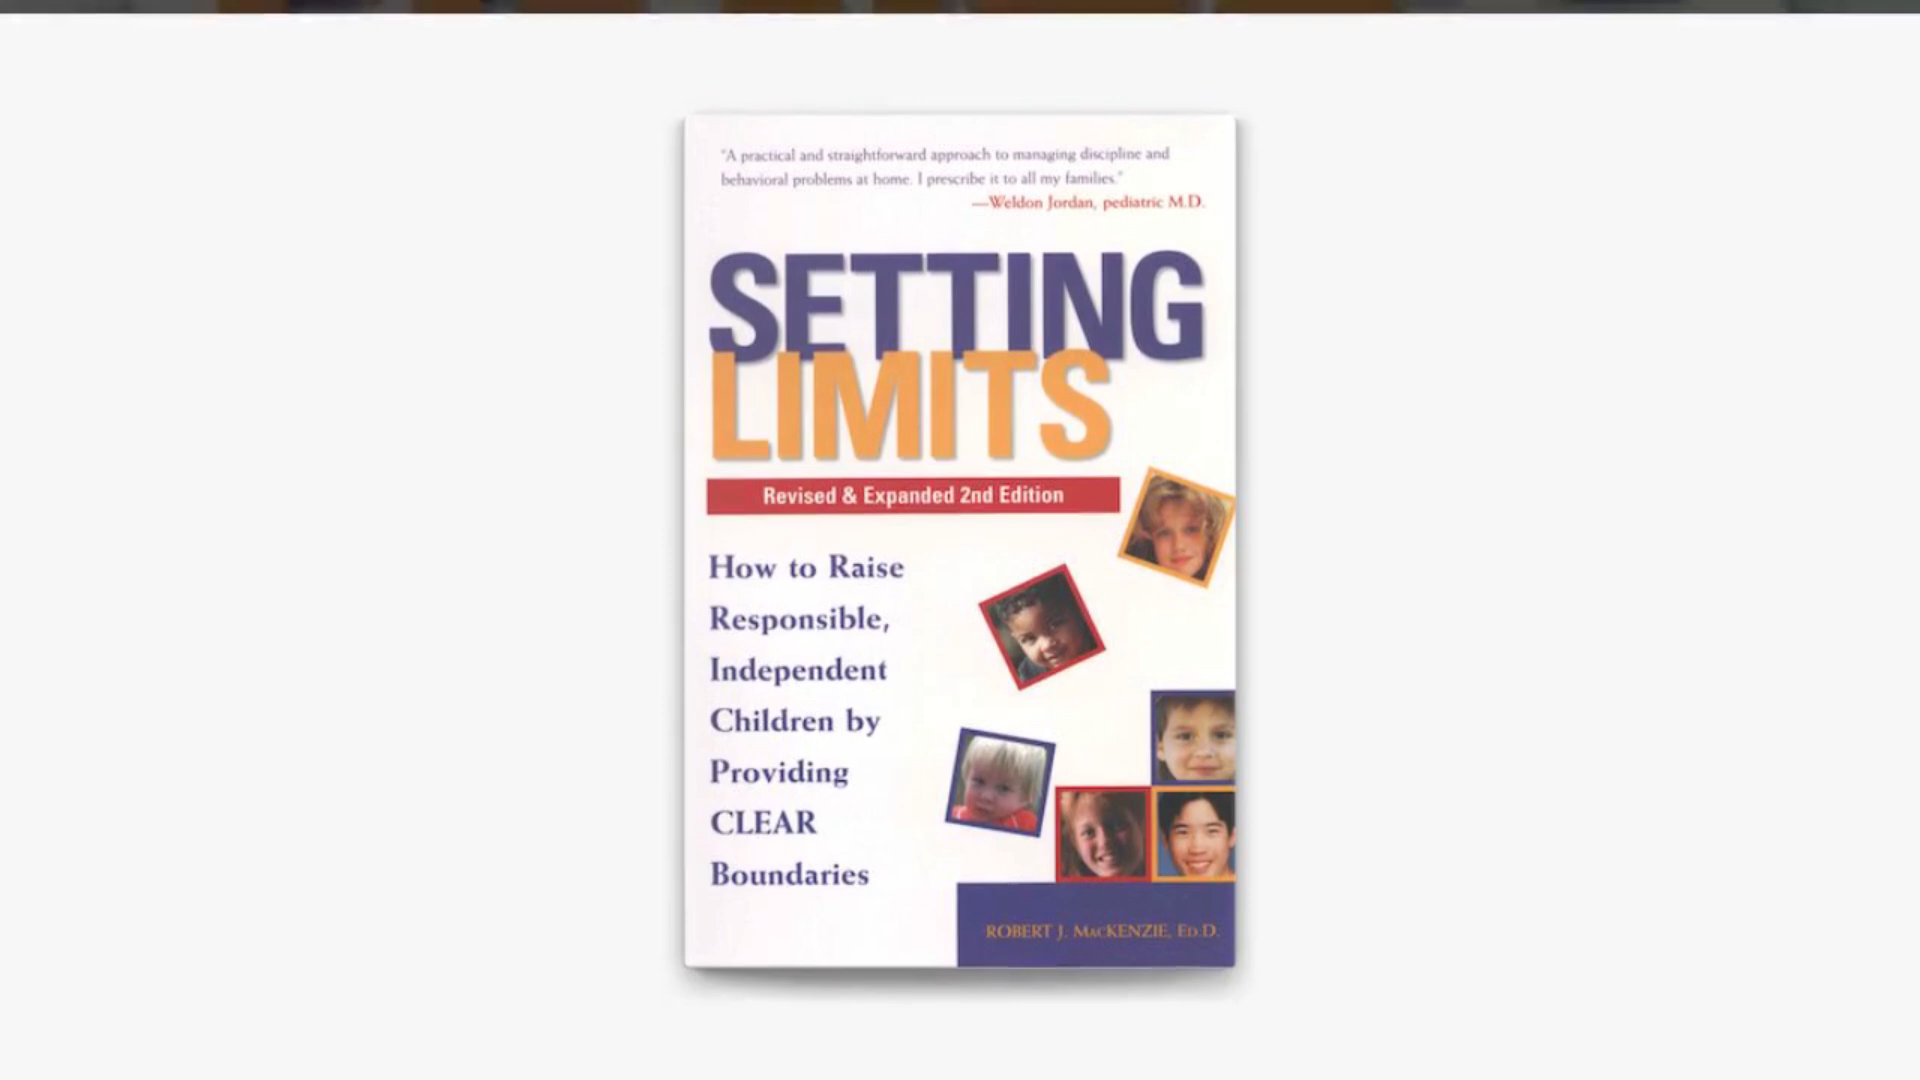 "A practical and straightforward approach to managing discipline and
behavioral problems at home. I prescribe it to all my families."
—Weldon Jordan, pediatric M.D.
SETTING
LIMITS
Revised & Expanded 2nd Edition
How to Raise
Responsible,
Independent
Children by
Providing
CLEAR
Boundaries
ROBERT J. MacKENZIE, Ed.D.